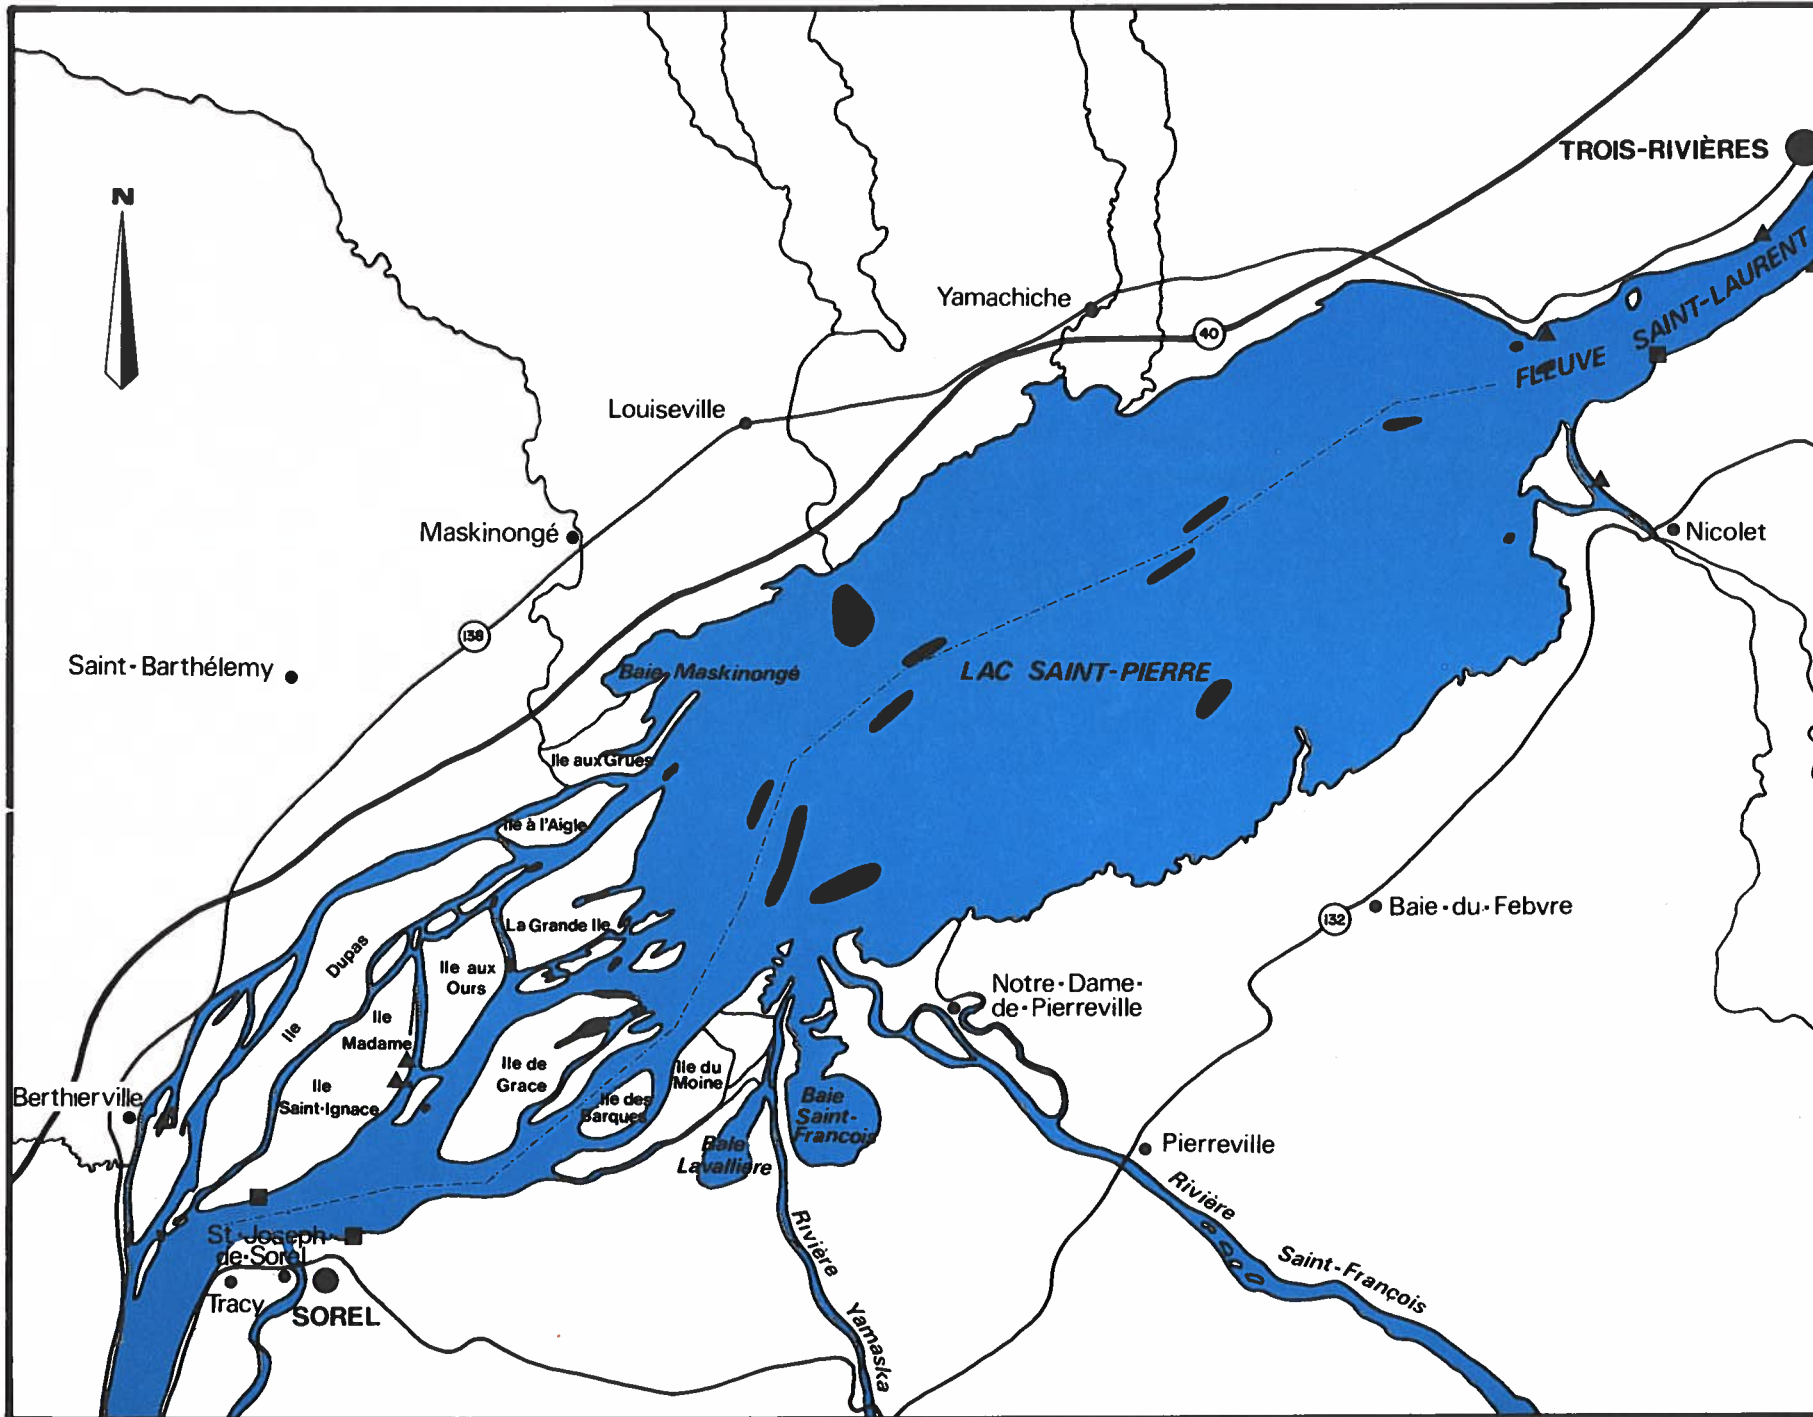 N
TROIS-RIVIÈRES
FLEUVE SAINT-LAURENT
Yamachiche
40
Louiseville
Maskinongé
Nicolet
138
Saint-Barthélemy
Baie Maskinongé
LAC SAINT-PIERRE
Ile aux Grues
Ile à l'Aigle
La Grande Ile
132
Baie-du-Febvre
Ile Dupas
Ile aux
Ours
Notre-Dame-
de-Pierreville
Ile
Madame
Ile de
Grace
Ile du
Moine
Ile
Saint-Ignace
Ile des
Barques
Berthierville
Baie
Saint-
François
Baie
Lavallière
Pierreville
Rivière Saint-François
Rivière Yamaska
St-Joseph-
de-Sorel
Tracy
SOREL